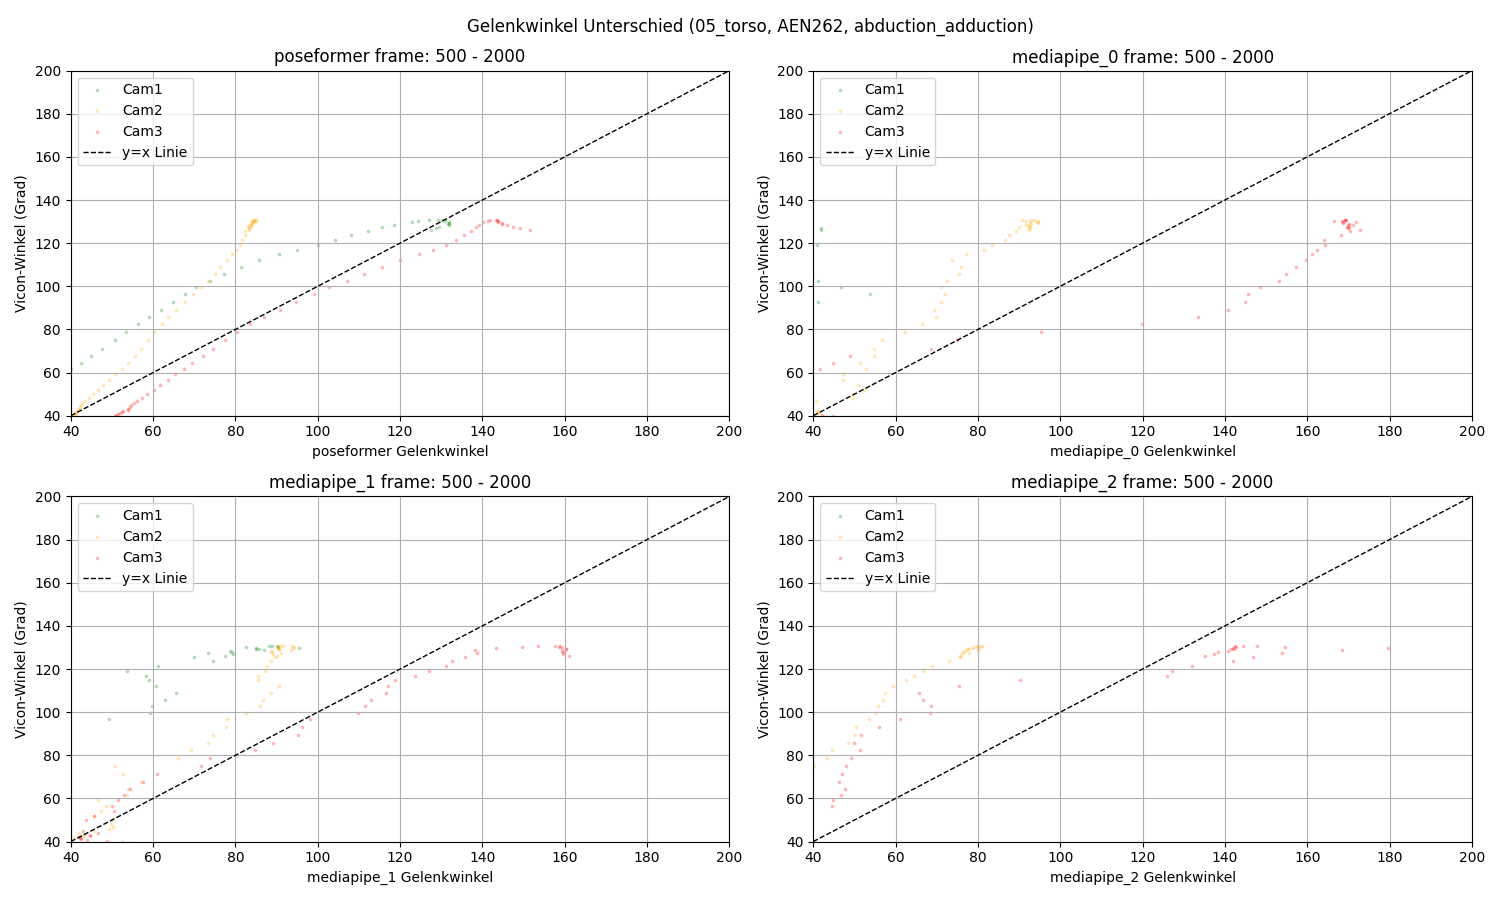 Gelenkwinkel Unterschied (05_torso, AEN262, abduction_adduction)
poseformer frame: 500 - 2000
200
180
160
140
120
100
80
60
40
Vicon-Winkel (Grad)
Cam1
Cam2
Cam3
y=x Linie
40 60 80 100 120 140 160 180 200
poseformer Gelenkwinkel
mediapipe_0 frame: 500 - 2000
200
180
160
140
120
100
80
60
40
Vicon-Winkel (Grad)
Cam1
Cam2
Cam3
y=x Linie
40 60 80 100 120 140 160 180 200
mediapipe_0 Gelenkwinkel
mediapipe_1 frame: 500 - 2000
200
180
160
140
120
100
80
60
40
Vicon-Winkel (Grad)
Cam1
Cam2
Cam3
y=x Linie
40 60 80 100 120 140 160 180 200
mediapipe_1 Gelenkwinkel
mediapipe_2 frame: 500 - 2000
200
180
160
140
120
100
80
60
40
Vicon-Winkel (Grad)
Cam1
Cam2
Cam3
y=x Linie
40 60 80 100 120 140 160 180 200
mediapipe_2 Gelenkwinkel